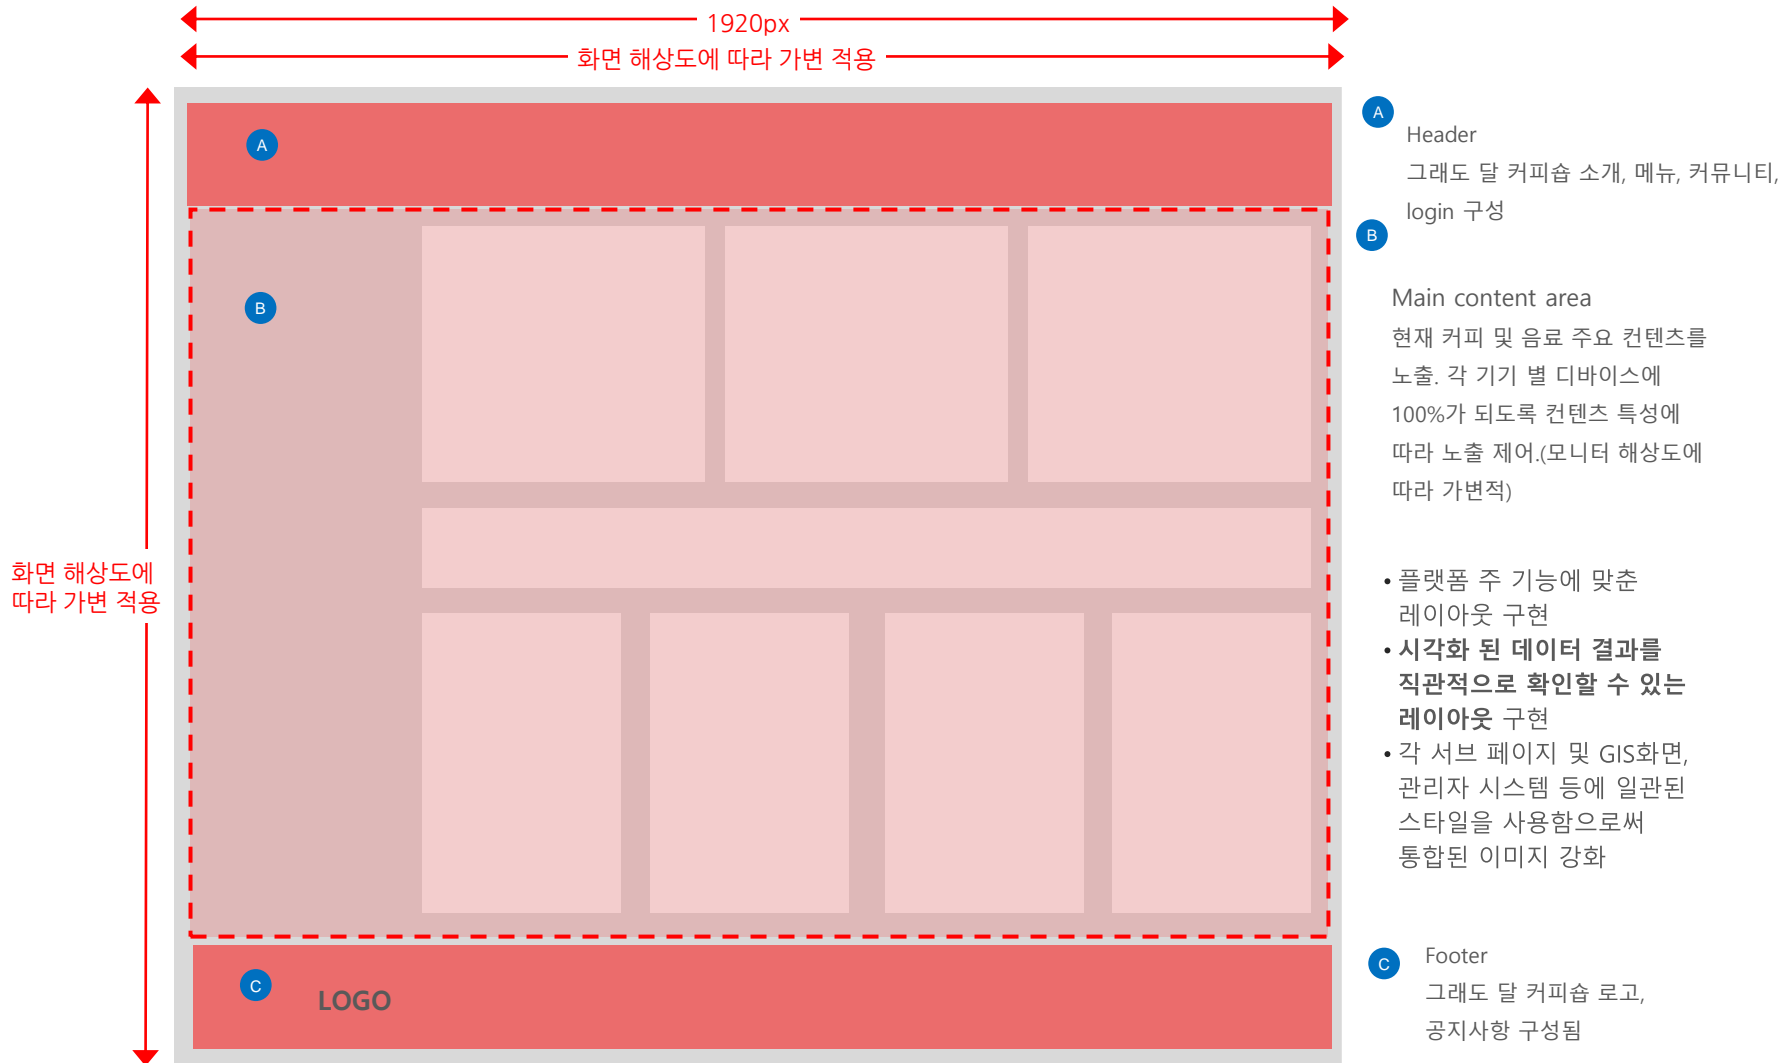 1920px
화면 해상도에 따라 가변 적용
화면 해상도에
따라 가변 적용
A
B
C
LOGO
A
Header
그래도 달 커피숍 소개, 메뉴, 커뮤니티,
login 구성
B
Main content area
현재 커피 및 음료 주요 컨텐츠를
노출. 각 기기 별 디바이스에
100%가 되도록 컨텐츠 특성에
따라 노출 제어.(모니터 해상도에
따라 가변적)
• 플랫폼 주 기능에 맞춘
레이아웃 구현
• 시각화 된 데이터 결과를
직관적으로 확인할 수 있는
레이아웃 구현
• 각 서브 페이지 및 GIS화면,
관리자 시스템 등에 일관된
스타일을 사용함으로써
통합된 이미지 강화
C
Footer
그래도 달 커피숍 로고,
공지사항 구성됨